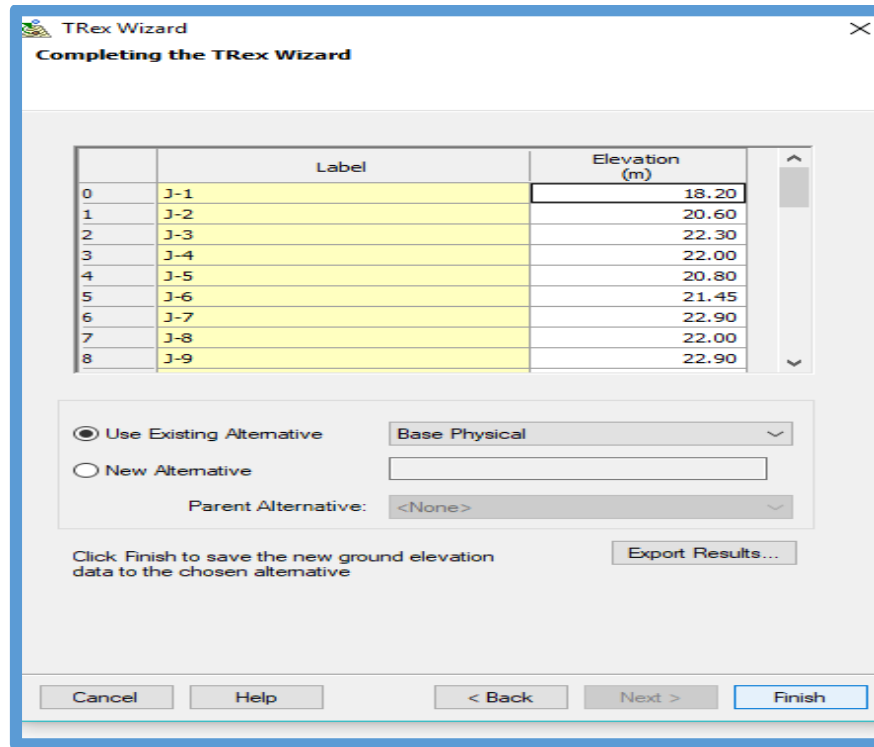 TRex Wizard
Completing the TRex Wizard
Label Elevation (m)
0 J-1 18.20
1 J-2 20.60
2 J-3 22.30
3 J-4 22.00
4 J-5 20.80
5 J-6 21.45
6 J-7 22.90
7 J-8 22.00
8 J-9 22.90
Use Existing Alternative Base Physical
New Alternative
Parent Alternative: <None>
Click Finish to save the new ground elevation Export Results...
data to the chosen alternative
Cancel Help < Back Next > Finish